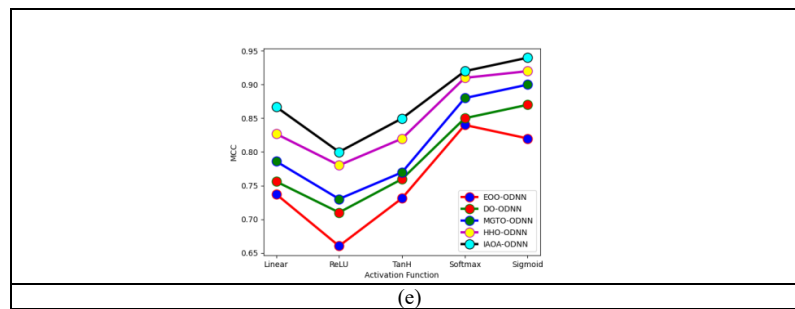 0.95
0.90
0.85
0.80
0.75
0.70
0.65
MCC
Linear ReLU TanH Softmax Sigmoid
Activation Function
EOO-ODNN
DO-ODNN
MGTO-ODNN
HHO-ODNN
IAOA-ODNN
(e)